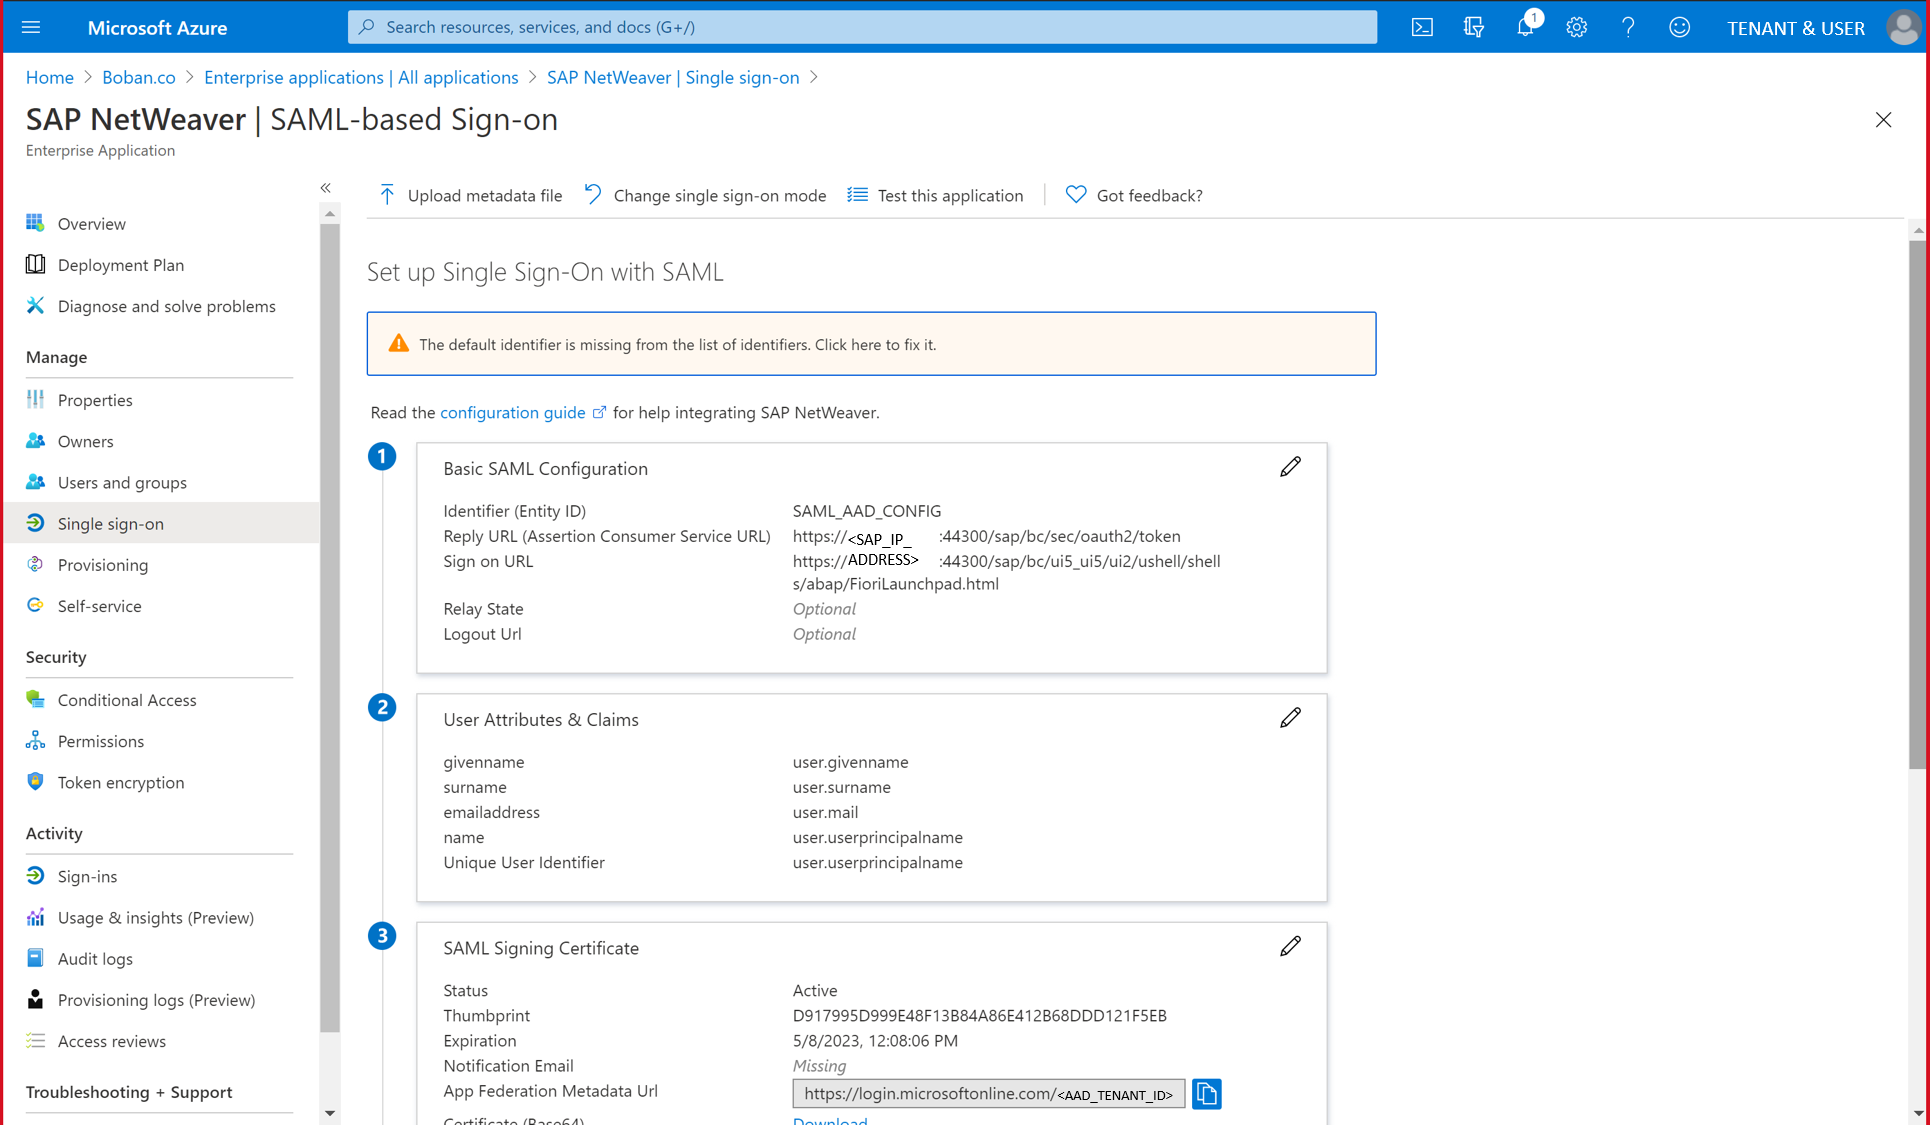 Microsoft Azure
Search resources, services, and docs (G+/)
1
TENANT & USER
Home > Boban.co > Enterprise applications | All applications > SAP NetWeaver | Single sign-on >
SAP NetWeaver | SAML-based Sign-on
Enterprise Application
Overview
Deployment Plan
Diagnose and solve problems
Manage
Properties
Owners
Users and groups
Single sign-on
Provisioning
Self-service
Security
Conditional Access
Permissions
Token encryption
Activity
Sign-ins
Usage & insights (Preview)
Audit logs
Provisioning logs (Preview)
Access reviews
Troubleshooting + Support
Upload metadata file
Change single sign-on mode
Test this application
Got feedback?
Set up Single Sign-On with SAML
The default identifier is missing from the list of identifiers. Click here to fix it.
Read the configuration guide for help integrating SAP NetWeaver.
1
Basic SAML Configuration
Identifier (Entity ID) SAML_AAD_CONFIG
Reply URL (Assertion Consumer Service URL) https://<SAP_IP_ :44300/sap/bc/sec/oauth2/token
Sign on URL https://ADDRESS> :44300/sap/bc/ui5_ui5/ui2/ushell/shell
s/abap/FioriLaunchpad.html
Relay State Optional
Logout Url Optional
2
User Attributes & Claims
givenname user.givenname
surname user.surname
emailaddress user.mail
name user.userprincipalname
Unique User Identifier user.userprincipalname
3
SAML Signing Certificate
Status Active
Thumbprint D917995D999E48F13B84A86E412B68DDD121F5EB
Expiration 5/8/2023, 12:08:06 PM
Notification Email Missing
App Federation Metadata Url https://login.microsoftonline.com/<AAD_TENANT_ID>
Certificate (Base64) Download